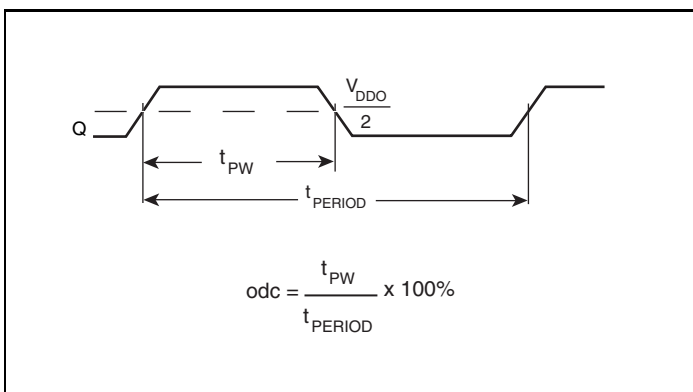 V_DDO
2
Q
t_PW
t_PERIOD
odc = t_PW / t_PERIOD x 100%